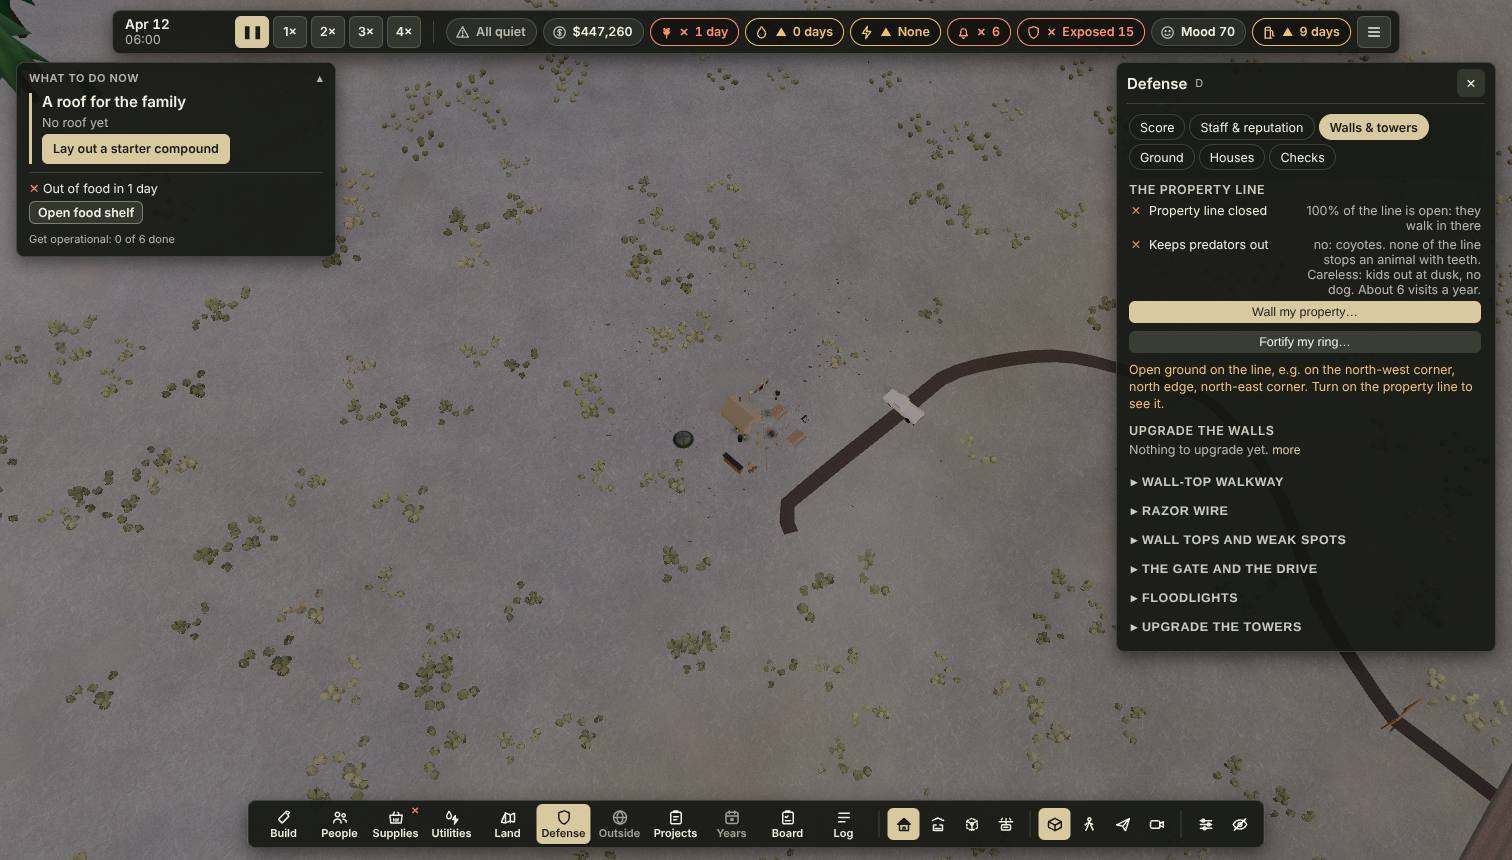 Apr 12
06:00
1×
2×
3×
4×
All quiet
$447,260
× 1 day
0 days
None
× 6
× Exposed 15
Mood 70
9 days
WHAT TO DO NOW
A roof for the family
No roof yet
Lay out a starter compound
× Out of food in 1 day
Open food shelf
Get operational: 0 of 6 done
Defense D
Score
Staff & reputation
Walls & towers
Ground
Houses
Checks
THE PROPERTY LINE
× Property line closed
100% of the line is open: they
walk in there
× Keeps predators out
no: coyotes. none of the line
stops an animal with teeth.
Careless: kids out at dusk, no
dog. About 6 visits a year.
Wall my property…
Fortify my ring…
Open ground on the line, e.g. on the north-west corner,
north edge, north-east corner. Turn on the property line to
see it.
UPGRADE THE WALLS
Nothing to upgrade yet. more
WALL-TOP WALKWAY
RAZOR WIRE
WALL TOPS AND WEAK SPOTS
THE GATE AND THE DRIVE
FLOODLIGHTS
UPGRADE THE TOWERS
Build
People
Supplies
Utilities
Land
Defense
Outside
Projects
Years
Board
Log